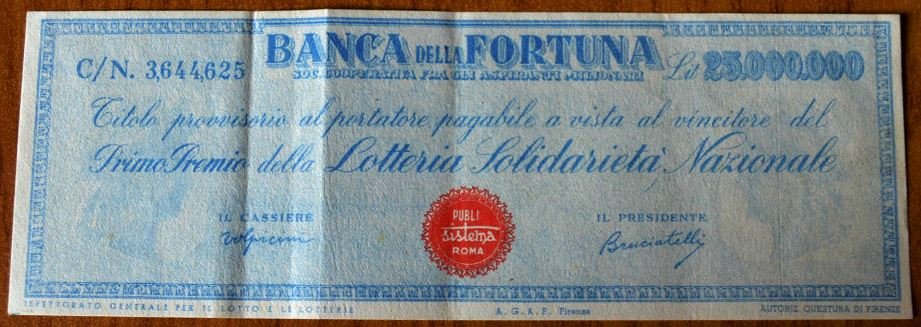 BANCA DELLA FORTUNA
C/N. 3,644,625
SOC. COOPERATIVA FRA GLI ASPIRANTI MILIONARI
Lit 25.000.000
Titolo provvisorio al portatore pagabile a vista al vincitore del
Primo Premio della Lotteria Solidarietà Nazionale
IL CASSIERE
IL PRESIDENTE
PUBLI
sistema
ROMA
Bruciatelli
ISPETTORATO GENERALE PER IL LOTTO E LE LOTTERIE
A. G. A. F. Firenze
AUTORIZ. QUESTURA DI FIRENZE